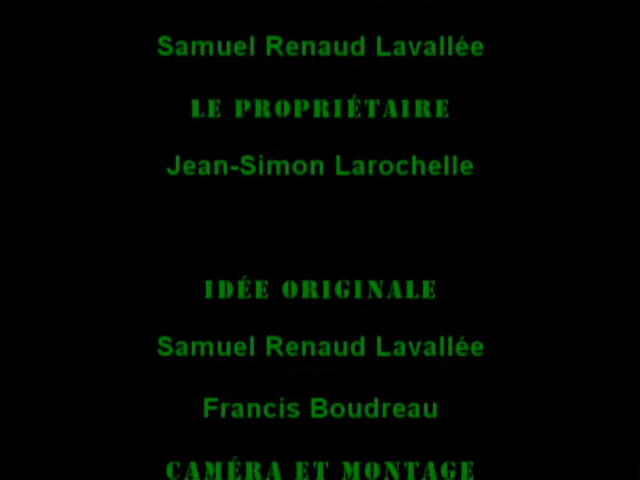 Samuel Renaud Lavallée
LE PROPRIÉTAIRE
Jean-Simon Larochelle
IDÉE ORIGINALE
Samuel Renaud Lavallée
Francis Boudreau
CAMÉRA ET MONTAGE